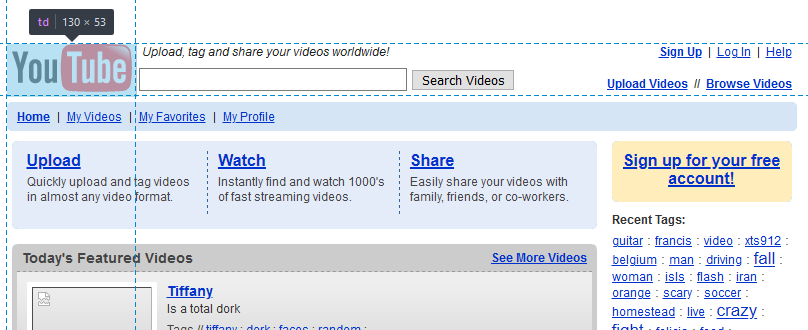 td | 130 × 53
YouTube
Upload, tag and share your videos worldwide!
Sign Up | Log In | Help
Search Videos
Upload Videos // Browse Videos
Home | My Videos | My Favorites | My Profile
Upload
Quickly upload and tag videos
in almost any video format.
Watch
Instantly find and watch 1000's
of fast streaming videos.
Share
Easily share your videos with
family, friends, or co-workers.
Sign up for your free
account!
Today's Featured Videos
See More Videos
Tiffany
Is a total dork
Tags // tiffany : dork : faces : random :
Recent Tags:
guitar : francis : video : xts912 :
belgium : man : driving : fall :
woman : isls : flash : iran :
orange : scary : soccer :
homestead : live : crazy :
fight : felicia : food :